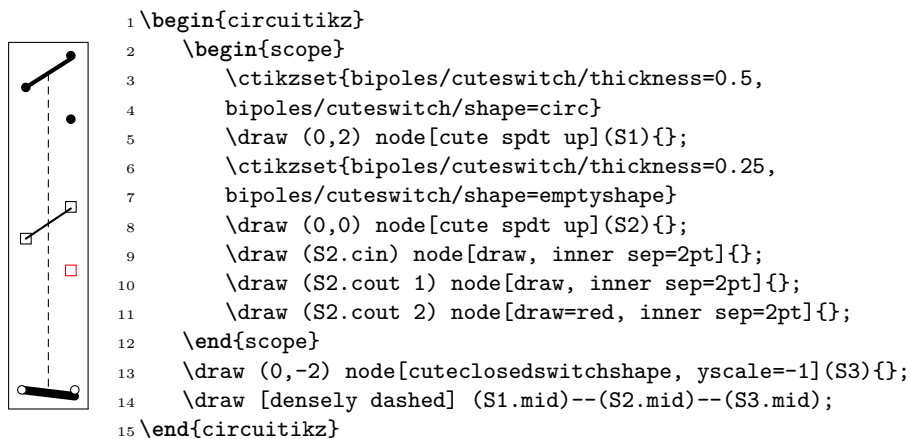 1 \begin{circuitikz}
2     \begin{scope}
3         \ctikzset{bipoles/cuteswitch/thickness=0.5,
4         bipoles/cuteswitch/shape=circ}
5         \draw (0,2) node[cute spdt up](S1){};
6         \ctikzset{bipoles/cuteswitch/thickness=0.25,
7         bipoles/cuteswitch/shape=emptyshape}
8         \draw (0,0) node[cute spdt up](S2){};
9         \draw (S2.cin) node[draw, inner sep=2pt]{};
10         \draw (S2.cout 1) node[draw, inner sep=2pt]{};
11         \draw (S2.cout 2) node[draw=red, inner sep=2pt]{};
12     \end{scope}
13     \draw (0,-2) node[cuteclosedswitchshape, yscale=-1](S3){};
14     \draw [densely dashed] (S1.mid)--(S2.mid)--(S3.mid);
15 \end{circuitikz}